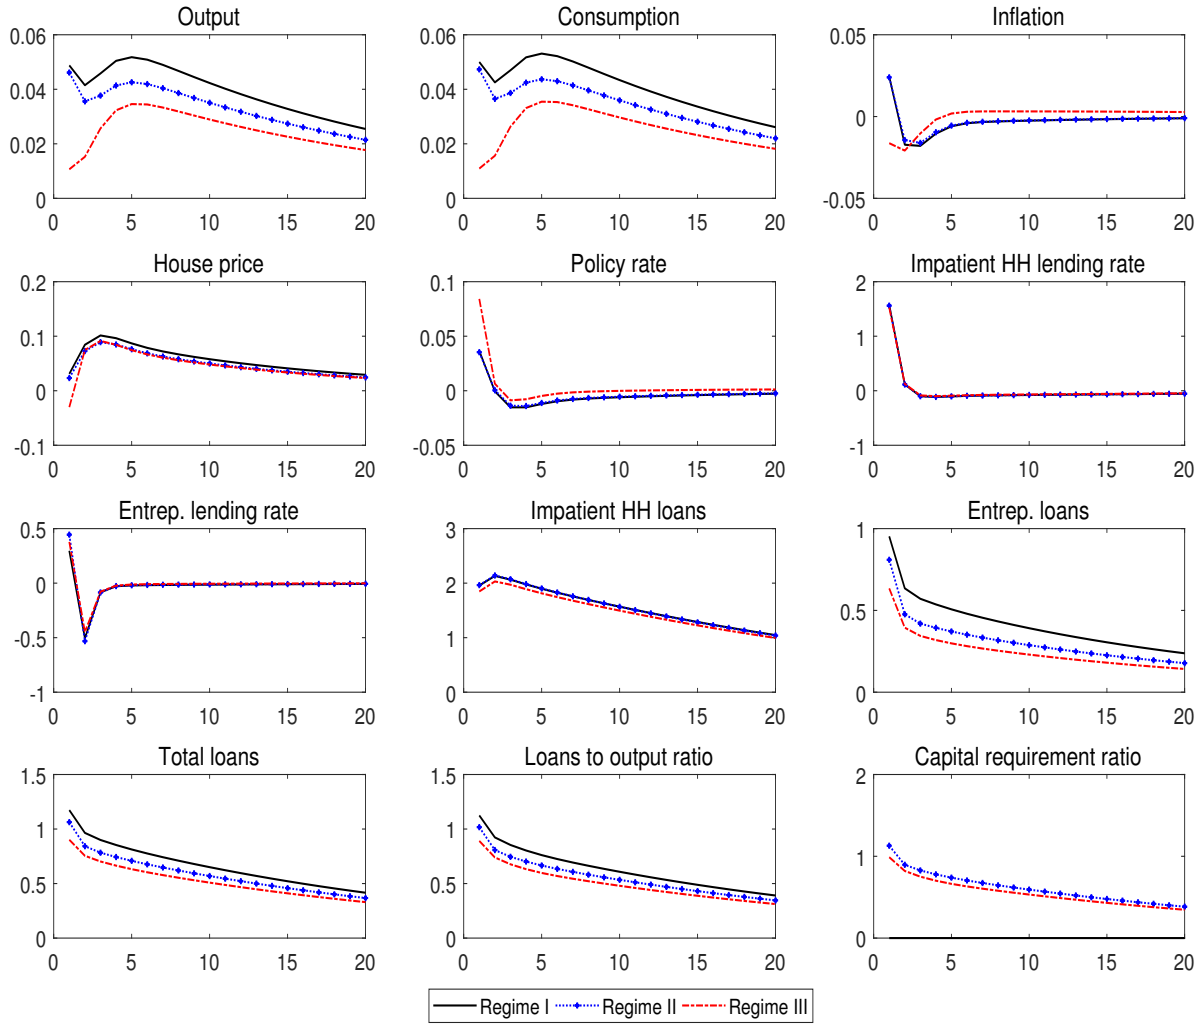 Output
Consumption
Inflation
0.06
0.04
0.02
0
0 5 10 15 20
0.06
0.04
0.02
0
0 5 10 15 20
0.05
0
-0.05
0 5 10 15 20
House price
Policy rate
Impatient HH lending rate
0.2
0.1
0
-0.1
0 5 10 15 20
0.1
0.05
0
-0.05
0 5 10 15 20
2
1
0
-1
0 5 10 15 20
Entrep. lending rate
Impatient HH loans
Entrep. loans
0.5
0
-0.5
-1
0 5 10 15 20
3
2
1
0
0 5 10 15 20
1
0.5
0
0 5 10 15 20
Total loans
Loans to output ratio
Capital requirement ratio
1.5
1
0.5
0
0 5 10 15 20
1.5
1
0.5
0
0 5 10 15 20
2
1
0
0 5 10 15 20
Regime I Regime II Regime III